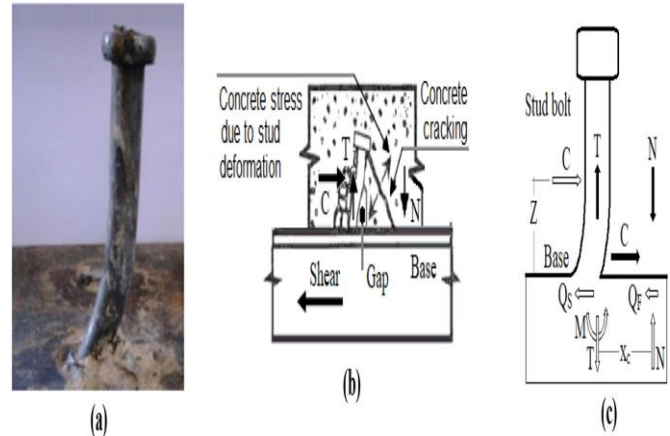 Concrete stress
due to stud
deformation
Concrete
cracking
T
C
N
Shear
Gap
Base
Stud bolt
C
T
N
Z
C
Base
Qs
QF
M
T
xc
N
(a)
(b)
(c)